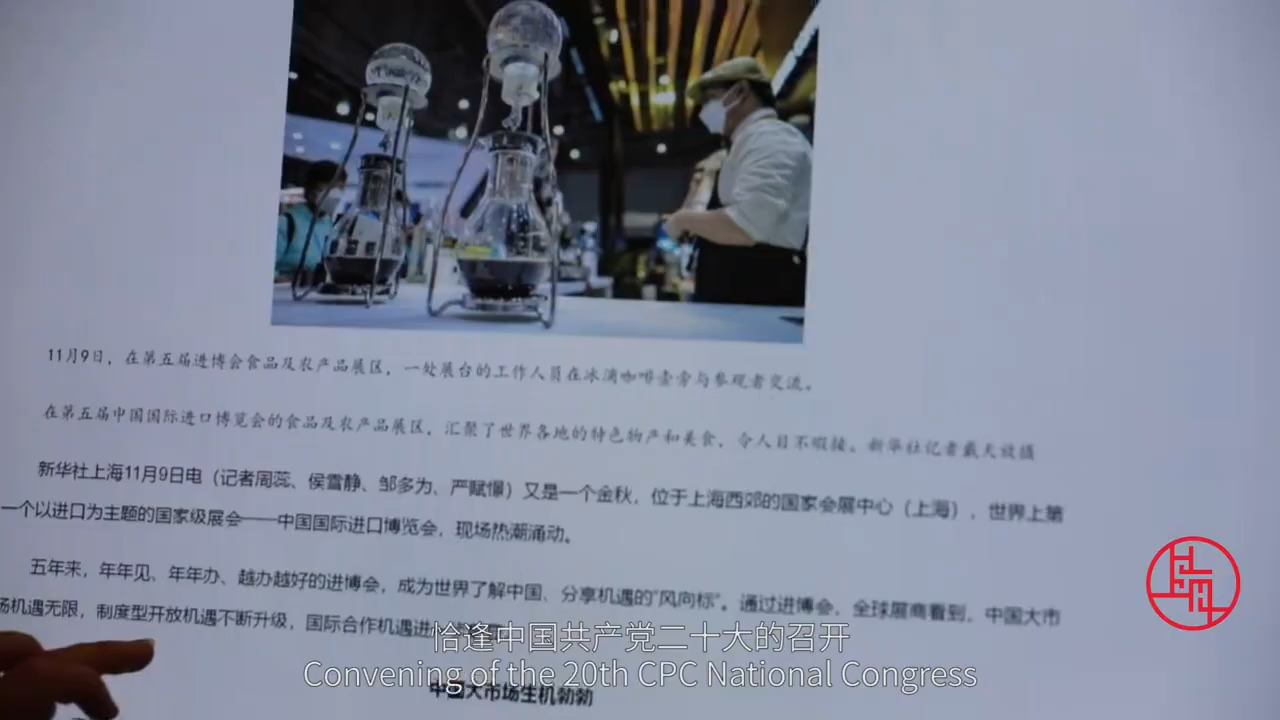 11月9日，在第五届进博会食品及农产品展区，一处展台的工作人员在冰滴咖啡壶旁与参观者交流。
在第五届中国国际进口博览会的食品及农产品展区，汇聚了世界各地的特色物产和美食，令人目不暇接。新华社记者戴天放摄
新华社上海11月9日电（记者周蕊、侯雪静、邹多为、严赋憬）又是一个金秋，位于上海西郊的国家会展中心（上海），世界上第
一个以进口为主题的国家级展会——中国国际进口博览会，现场热潮涌动。
五年来，年年见、年年办、越办越好的进博会，成为世界了解中国、分享机遇的“风向标”。通过进博会，全球展商看到，中国大市
场机遇无限，制度型开放机遇不断升级，国际合作机遇进
恰逢中国共产党二十大的召开
Convening of the 20th CPC National Congress
中国大市场生机勃勃